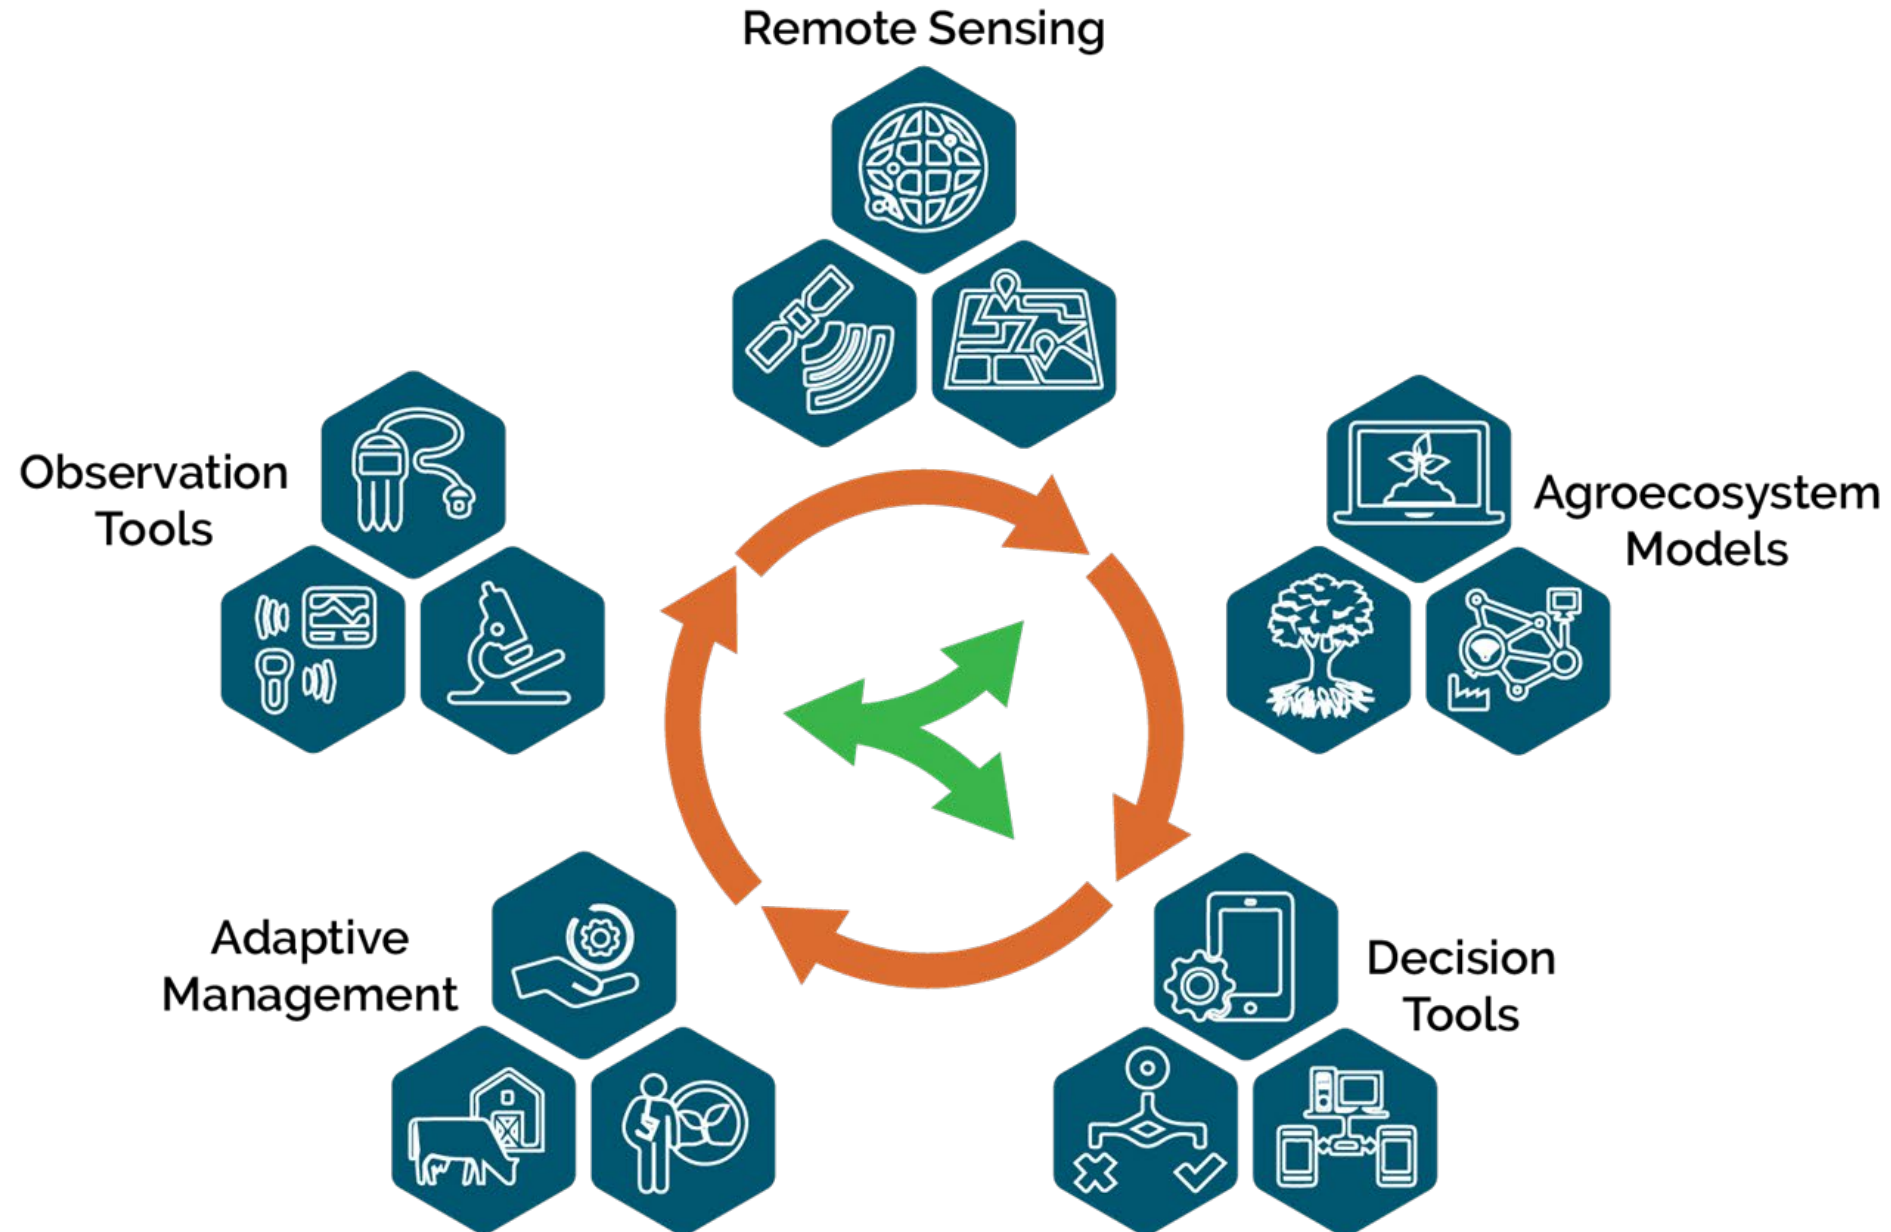 Remote Sensing
Observation
Tools
Agroecosystem
Models
Adaptive
Management
Decision
Tools